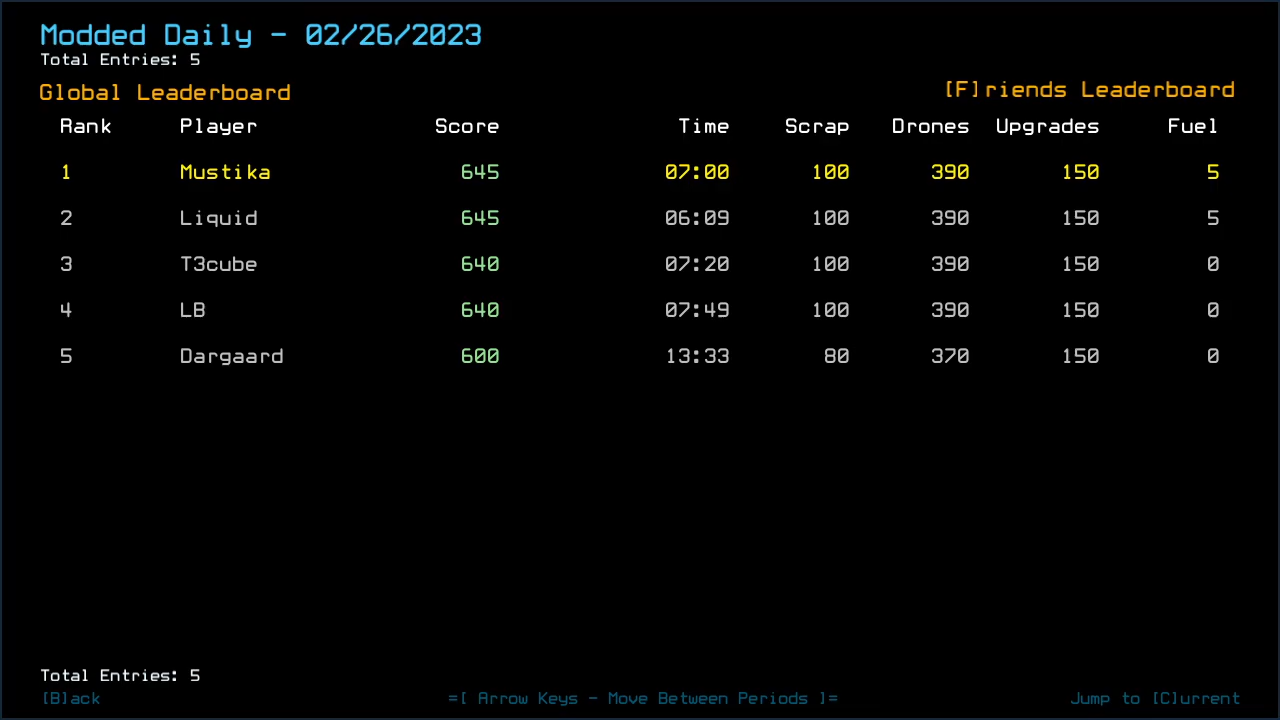 Modded Daily - 02/26/2023
Total Entries: 5
Global Leaderboard [F]riends Leaderboard
Rank Player Score Time Scrap Drones Upgrades Fuel
1 Mustika 645 07:00 100 390 150 5
2 Liquid 645 06:09 100 390 150 5
3 T3cube 640 07:20 100 390 150 0
4 LB 640 07:49 100 390 150 0
5 Dargaard 600 13:33 80 370 150 0
Total Entries: 5
[B]ack =[ Arrow Keys - Move Between Periods ]= Jump to [C]urrent